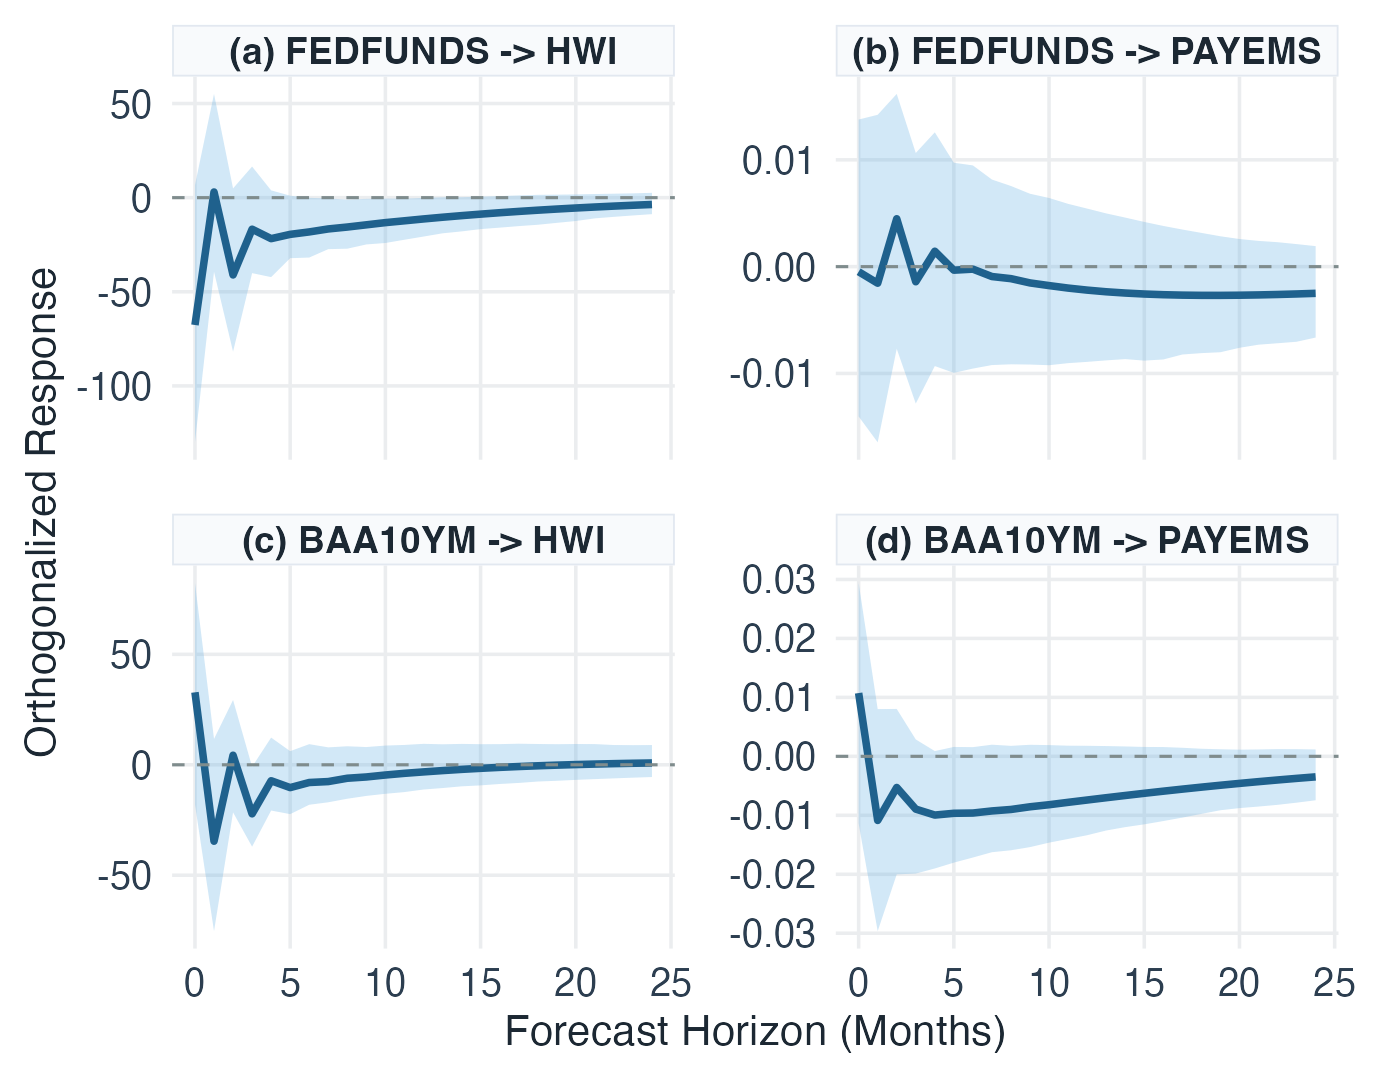 (a) FEDFUNDS -> HWI
50
0
-50
-100
(b) FEDFUNDS -> PAYEMS
0.01
0.00
-0.01
(c) BAA10YM -> HWI
50
0
-50
0 5 10 15 20 25
(d) BAA10YM -> PAYEMS
0.03
0.02
0.01
0.00
-0.01
-0.02
-0.03
0 5 10 15 20 25
Orthogonalized Response
Forecast Horizon (Months)